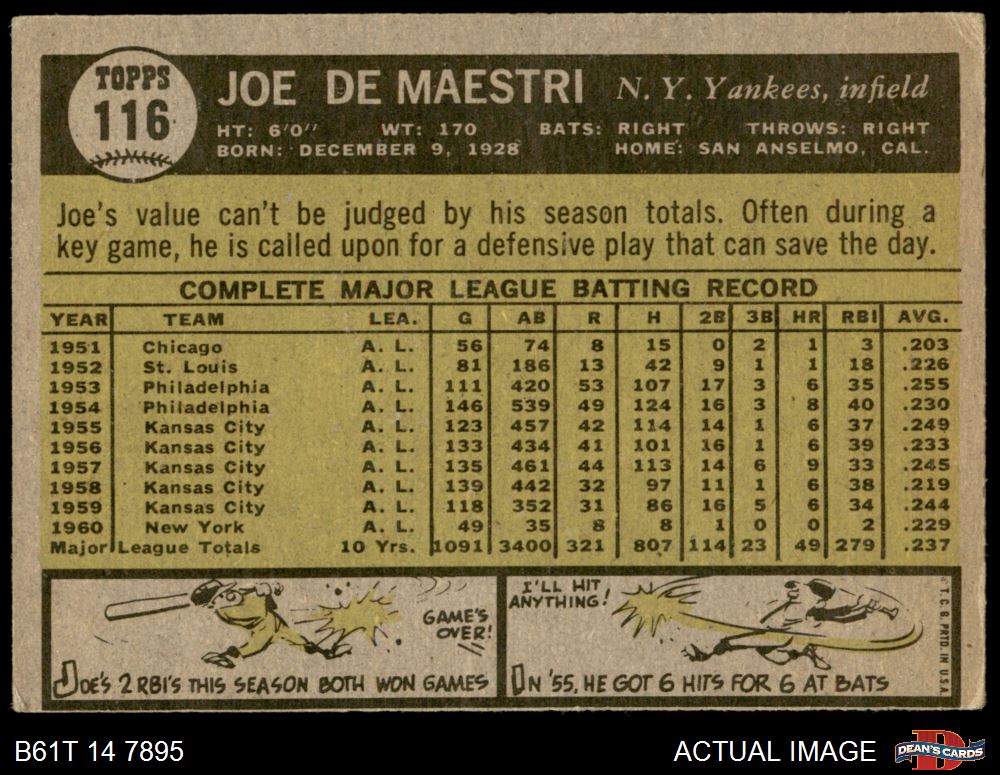 TOPPS
116
JOE DE MAESTRI N. Y. Yankees, infield
HT: 6'0" WT: 170 BATS: RIGHT THROWS: RIGHT
BORN: DECEMBER 9, 1928 HOME: SAN ANSELMO, CAL.
Joe's value can't be judged by his season totals. Often during a
key game, he is called upon for a defensive play that can save the day.
COMPLETE MAJOR LEAGUE BATTING RECORD
YEAR TEAM LEA. G AB R H 2B 3B HR RBI AVG.
1951 Chicago A. L. 56 74 8 15 0 2 1 3 .203
1952 St. Louis A. L. 81 186 13 42 9 1 1 18 .226
1953 Philadelphia A. L. 111 420 53 107 17 3 6 35 .255
1954 Philadelphia A. L. 146 539 49 124 16 3 8 40 .230
1955 Kansas City A. L. 123 457 42 114 14 1 6 37 .249
1956 Kansas City A. L. 133 434 41 101 16 1 6 39 .233
1957 Kansas City A. L. 135 461 44 113 14 6 9 33 .245
1958 Kansas City A. L. 139 442 32 97 11 1 6 38 .219
1959 Kansas City A. L. 118 352 31 86 16 5 6 34 .244
1960 New York A. L. 49 35 8 8 1 0 0 2 .229
Major League Totals 10 Yrs. 1091 3400 321 807 114 23 49 279 .237
GAME'S
OVER!
JOE'S 2 RBI'S THIS SEASON BOTH WON GAMES
I'LL HIT
ANYTHING!
IN '55, HE GOT 6 HITS FOR 6 AT BATS
© T.C.G. PRTD. IN U.S.A.
B61T 14 7895
ACTUAL IMAGE
DEAN'S CARDS